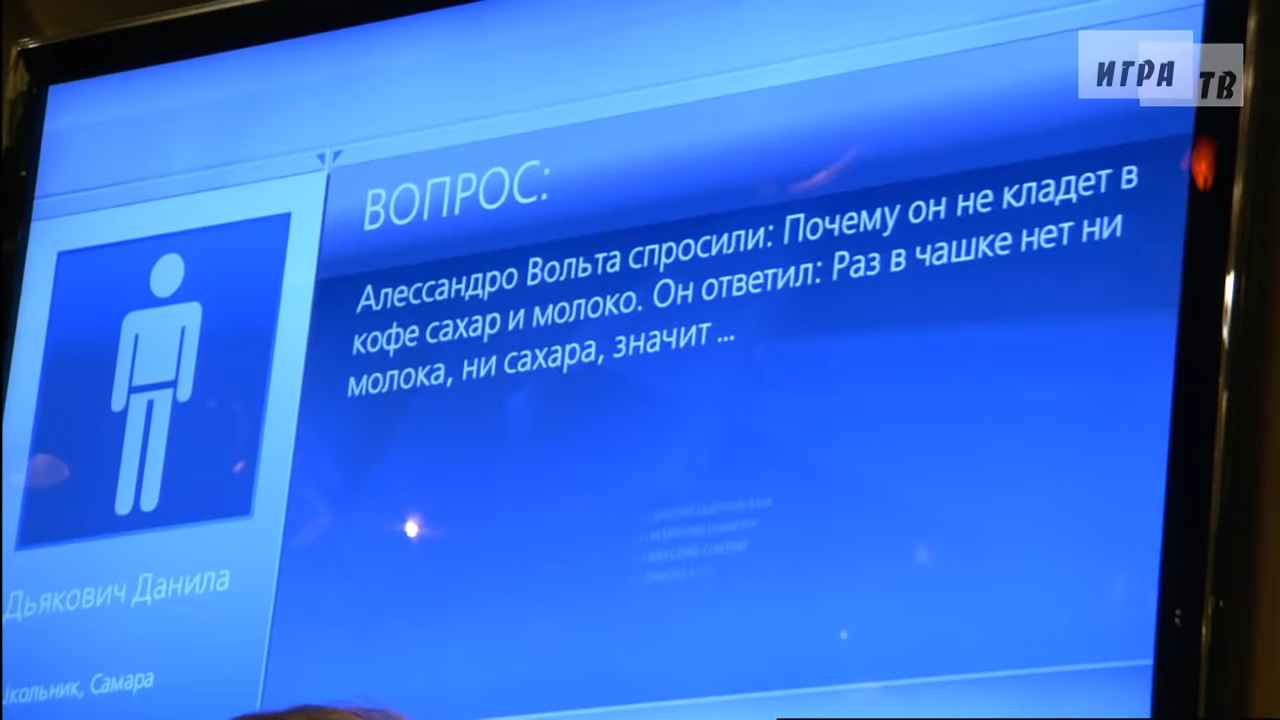 ИГРА ТВ
ВОПРОС:
Алессандро Вольта спросили: Почему он не кладет в
кофе сахар и молоко. Он ответил: Раз в чашке нет ни
молока, ни сахара, значит ...
Дьякович Данила
Школьник, Самара